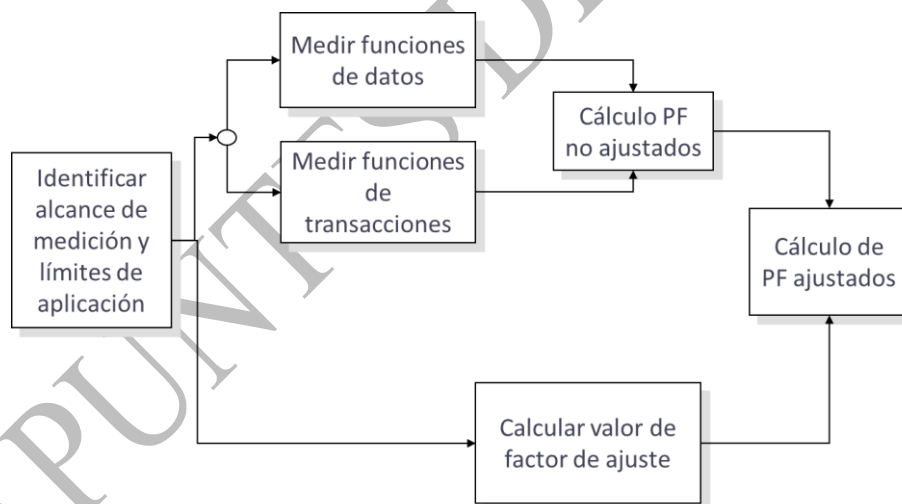 Medir funciones
de datos
Cálculo PF
no ajustados
Medir funciones
de
transacciones
Identificar
alcance de
medición y
límites de
aplicación
Cálculo de
PF ajustados
Calcular valor de
factor de ajuste